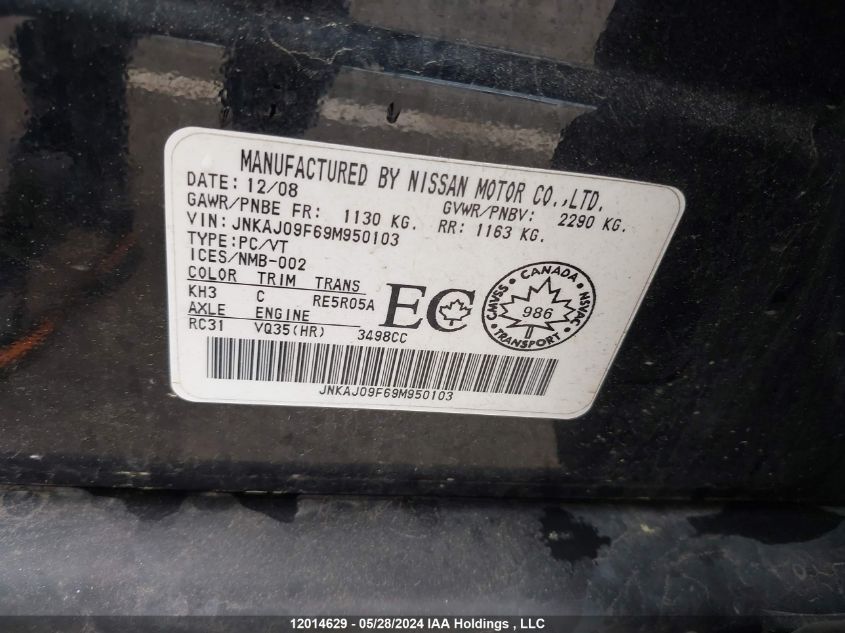 MANUFACTURED BY NISSAN MOTOR CO.,LTD.
DATE: 12/08 GVWR/PNBV: 2290 KG.
GAWR/PNBE FR: 1130 KG. RR: 1163 KG.
VIN: JNKAJ09F69M950103
TYPE:PC/VT
ICES/NMB-002
COLOR TRIM TRANS
KH3 C RE5R05A
AXLE ENGINE
RC31 VQ35(HR) 3498CC
EC
CANADA
CMVSS 986 NSVAC
TRANSPORT
JNKAJ09F69M950103
12014629 - 05/28/2024 IAA Holdings , LLC